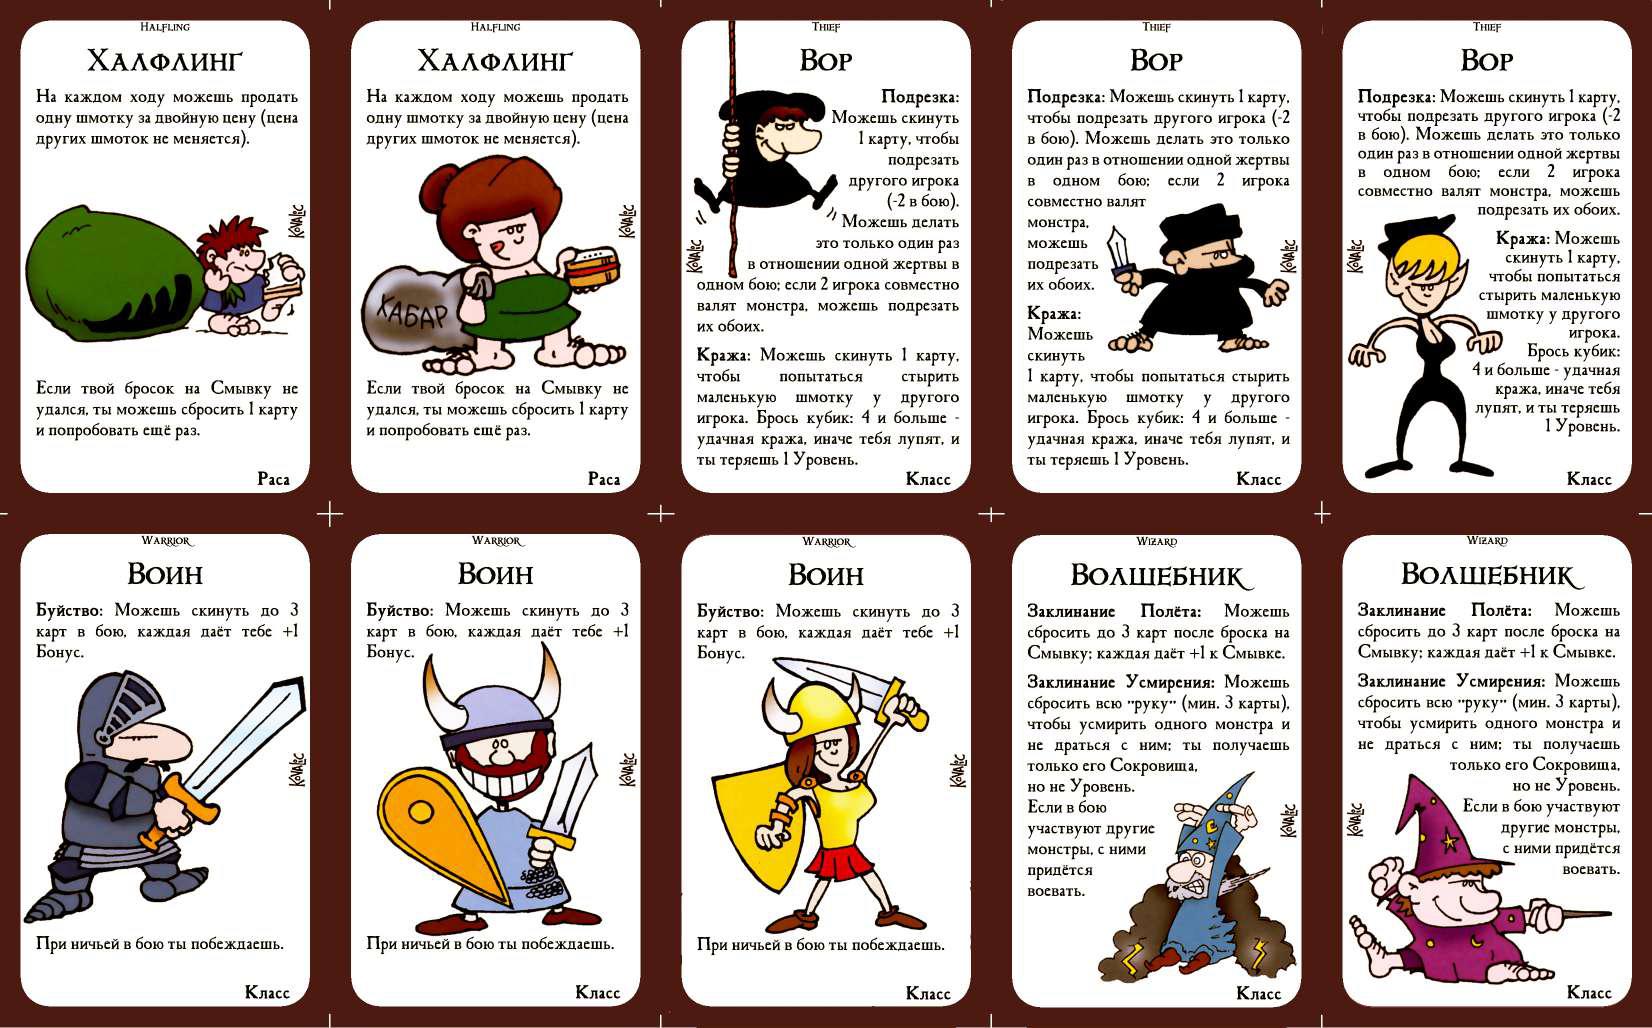 Halfling
Халфлинг
На каждом ходу можешь продать
одну шмотку за двойную цену (цена
других шмоток не меняется).
Kovalic
Если твой бросок на Смывку не
удался, ты можешь сбросить 1 карту
и попробовать ещё раз.
Раса
Halfling
Халфлинг
На каждом ходу можешь продать
одну шмотку за двойную цену (цена
других шмоток не меняется).
Kovalic
ХАБАР
Если твой бросок на Смывку не
удался, ты можешь сбросить 1 карту
и попробовать ещё раз.
Раса
Thief
Вор
Подрезка:
Можешь скинуть
1 карту, чтобы
подрезать
другого игрока
(-2 в бою).
Можешь делать
это только один раз
в отношении одной жертвы в
одном бою; если 2 игрока совместно
валят монстра, можешь подрезать
их обоих.
Kovalic
Кража: Можешь скинуть 1 карту,
чтобы попытаться стырить
маленькую шмотку у другого
игрока. Брось кубик: 4 и больше -
удачная кража, иначе тебя лупят, и
ты теряешь 1 Уровень.
Класс
Thief
Вор
Подрезка: Можешь скинуть 1 карту,
чтобы подрезать другого игрока (-2
в бою). Можешь делать это только
один раз в отношении одной жертвы
в одном бою; если 2 игрока
совместно валят
монстра,
можешь
подрезать
их обоих.
Kovalic
Кража:
Можешь
скинуть
1 карту, чтобы попытаться стырить
маленькую шмотку у другого
игрока. Брось кубик: 4 и больше -
удачная кража, иначе тебя лупят, и
ты теряешь 1 Уровень.
Класс
Thief
Вор
Подрезка: Можешь скинуть 1 карту,
чтобы подрезать другого игрока (-2
в бою). Можешь делать это только
один раз в отношении одной жертвы
в одном бою; если 2 игрока
совместно валят монстра, можешь
подрезать их обоих.
Kovalic
Кража: Можешь
скинуть 1 карту,
чтобы попытаться
стырить маленькую
шмотку у другого
игрока.
Брось кубик:
4 и больше - удачная
кража, иначе тебя
лупят, и ты теряешь
1 Уровень.
Класс
Warrior
Воин
Буйство: Можешь скинуть до 3
карт в бою, каждая даёт тебе +1
Бонус.
Kovalic
При ничьей в бою ты побеждаешь.
Класс
Warrior
Воин
Буйство: Можешь скинуть до 3
карт в бою, каждая даёт тебе +1
Бонус.
Kovalic
При ничьей в бою ты побеждаешь.
Класс
Warrior
Воин
Буйство: Можешь скинуть до 3
карт в бою, каждая даёт тебе +1
Бонус.
Kovalic
При ничьей в бою ты побеждаешь.
Класс
Wizard
Волшебник
Заклинание Полёта: Можешь
сбросить до 3 карт после броска на
Смывку; каждая даёт +1 к Смывке.
Заклинание Усмирения: Можешь
сбросить всю "руку" (мин. 3 карты),
чтобы усмирить одного монстра и
не драться с ним; ты получаешь
только его Сокровища,
но не Уровень.
Если в бою
участвуют другие
монстры, с ними
придётся
воевать.
Kovalic
Класс
Wizard
Волшебник
Заклинание Полёта: Можешь
сбросить до 3 карт после броска на
Смывку; каждая даёт +1 к Смывке.
Заклинание Усмирения: Можешь
сбросить всю "руку" (мин. 3 карты),
чтобы усмирить одного монстра и
не драться с ним; ты получаешь
только его Сокровища,
но не Уровень.
Если в бою участвуют
другие монстры,
с ними придётся
воевать.
Kovalic
Класс